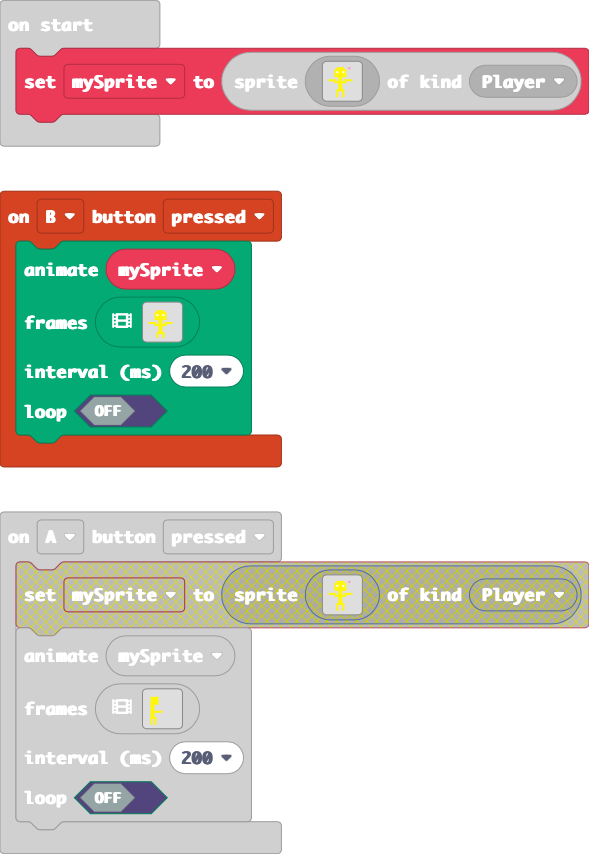 on start
set mySprite to sprite of kind Player
on B button pressed
animate mySprite
frames
interval (ms) 200
loop OFF
on A button pressed
set mySprite to sprite of kind Player
animate mySprite
frames
interval (ms) 200
loop OFF